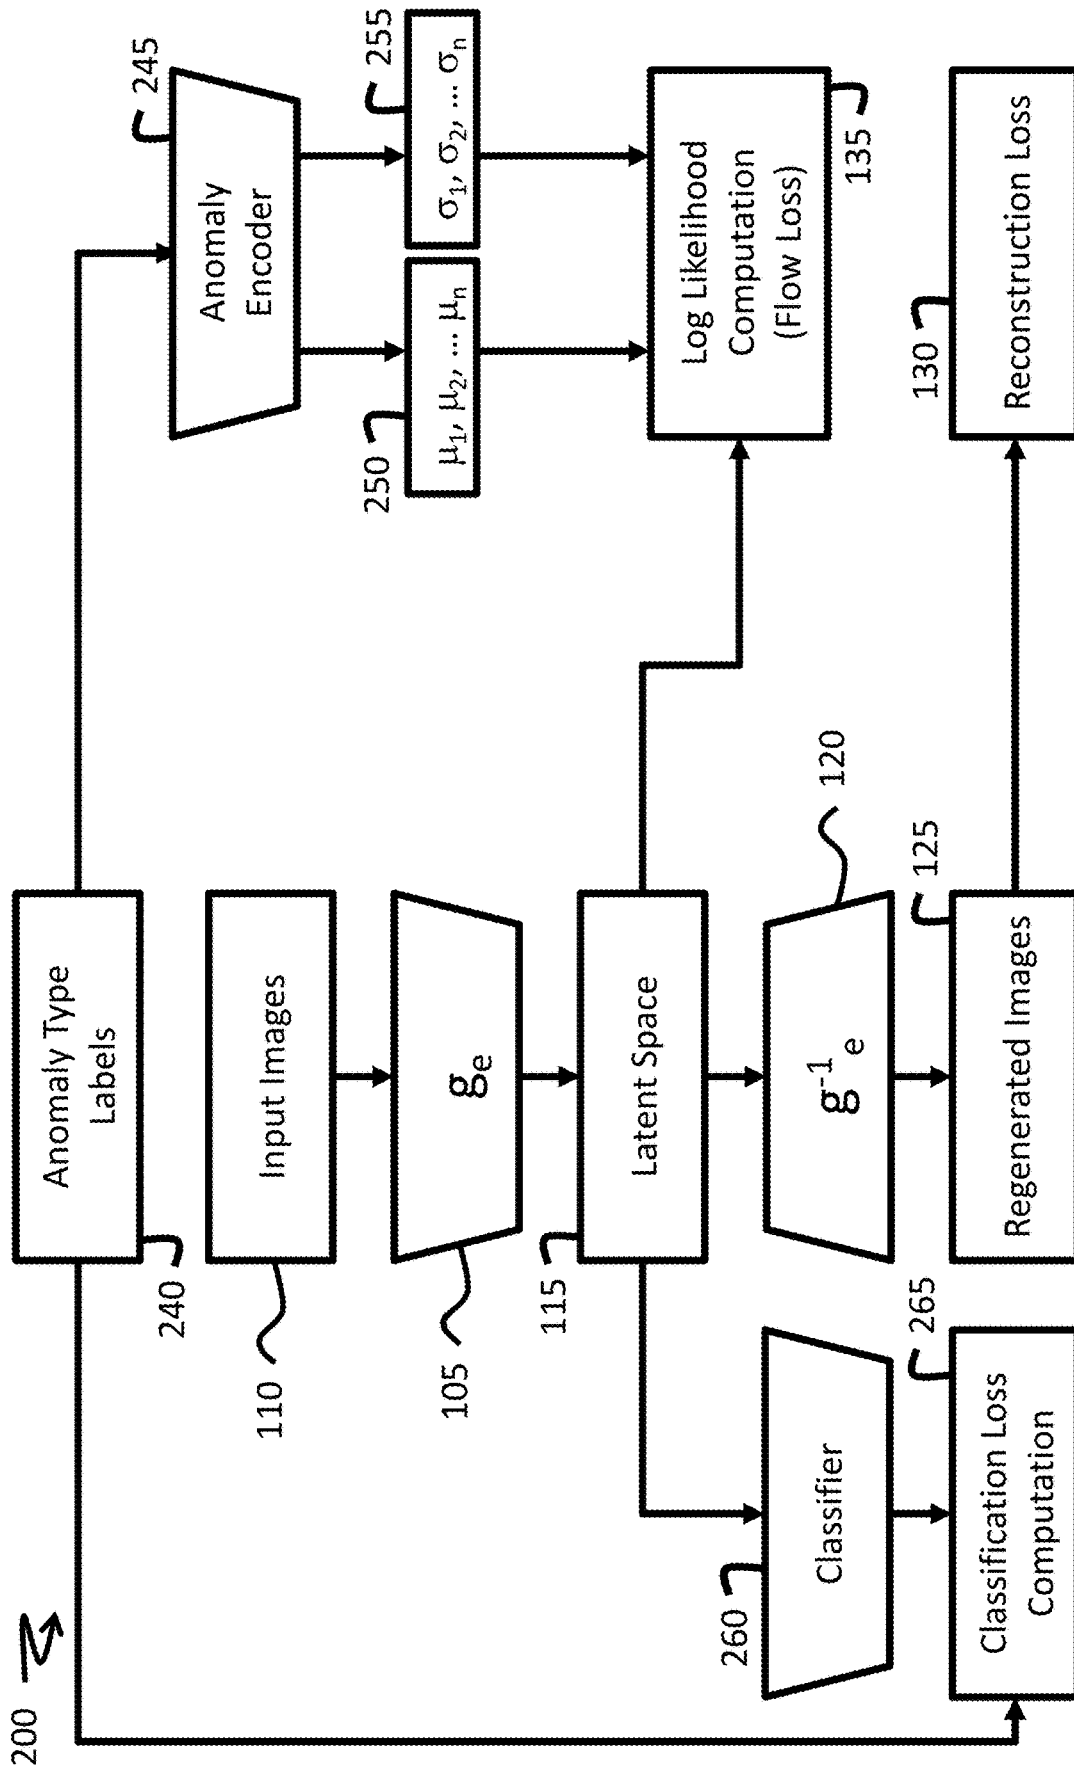 200
Anomaly Type
Labels
240
Input Images
110
gₑ
105
Latent Space
115
g⁻¹ₑ
120
Regenerated Images
125
Classifier
260
Classification Loss
Computation
265
Anomaly
Encoder
245
μ₁, μ₂, ... μₙ
250
σ₁, σ₂, ... σₙ
255
Log Likelihood
Computation
(Flow Loss)
135
Reconstruction Loss
130